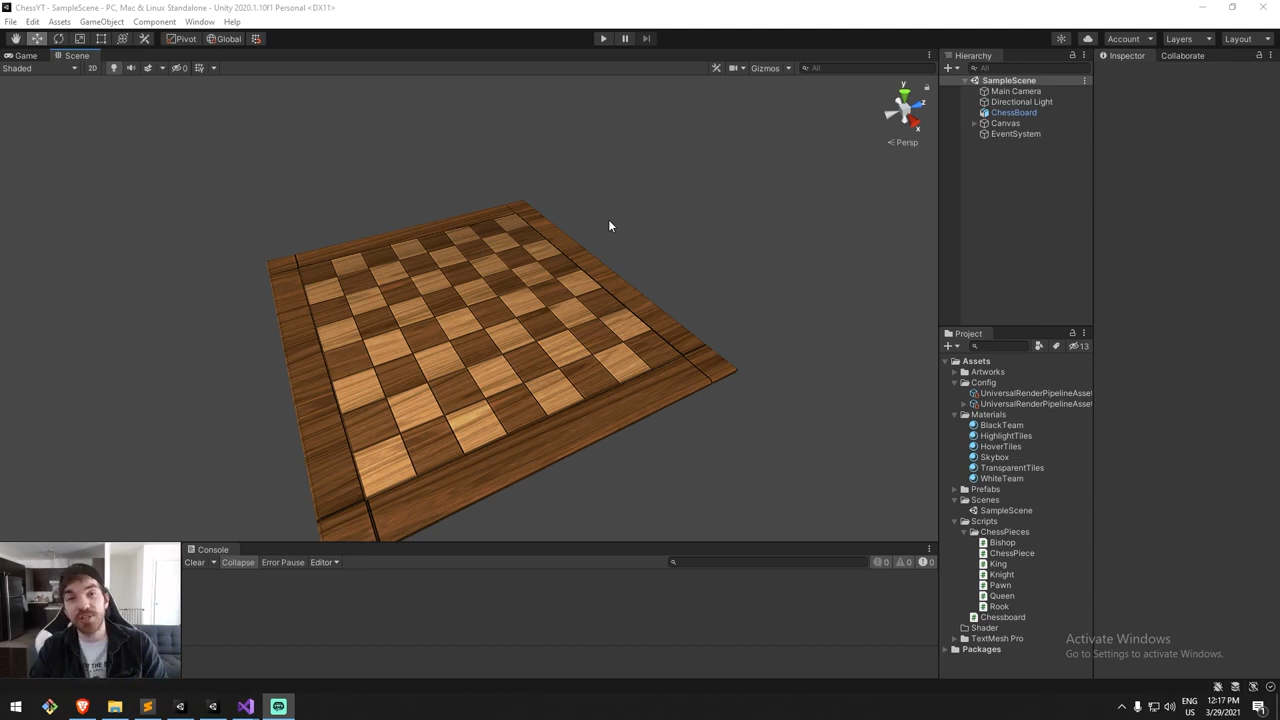 ChessYT - SampleScene - PC, Mac & Linux Standalone - Unity 2020.1.10f1 Personal <DX11>
File Edit Assets GameObject Component Window Help
Pivot Global Account Layers Layout
Game Scene
Shaded 2D 0 Gizmos All
y
z
x
Persp
Hierarchy
All
SampleScene
Main Camera
Directional Light
ChessBoard
Canvas
EventSystem
Inspector Collaborate
Project
13
Assets
Artworks
Config
UniversalRenderPipelineAsset
UniversalRenderPipelineAsset
Materials
BlackTeam
HighlightTiles
HoverTiles
Skybox
TransparentTiles
WhiteTeam
Prefabs
Scenes
SampleScene
Scripts
ChessPieces
Bishop
ChessPiece
King
Knight
Pawn
Queen
Rook
Chessboard
Shader
TextMesh Pro
Packages
Console
Clear Collapse Error Pause Editor 0 0 0
Activate Windows
Go to Settings to activate Windows.
ENG
US
12:17 PM
3/29/2021
1